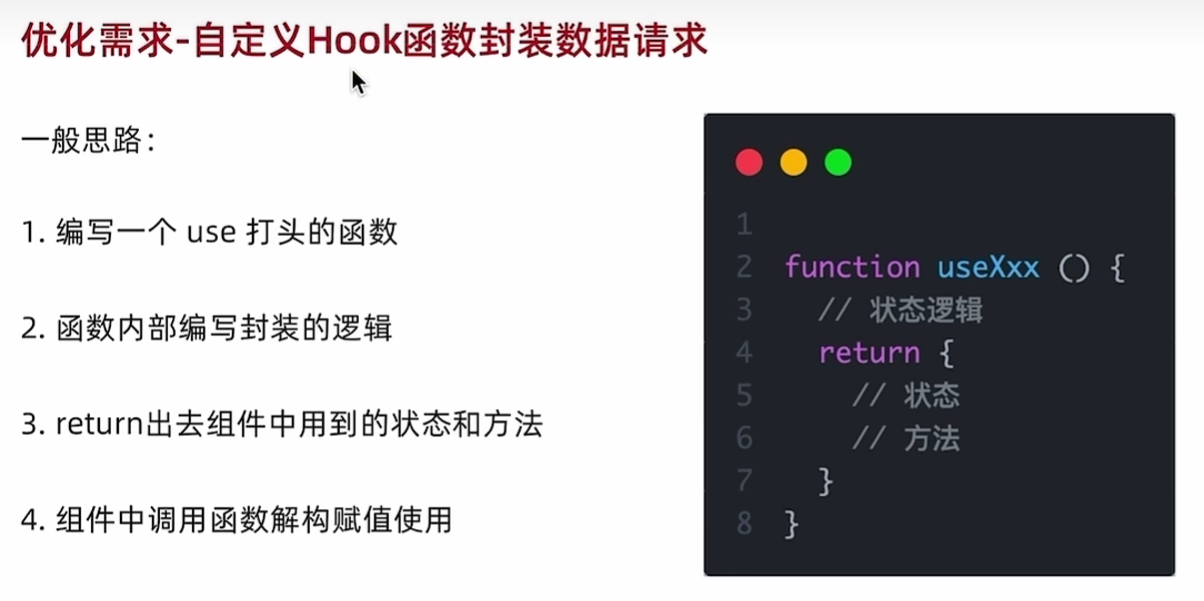 优化需求-自定义Hook函数封装数据请求
一般思路：
1. 编写一个 use 打头的函数
2. 函数内部编写封装的逻辑
3. return出去组件中用到的状态和方法
4. 组件中调用函数解构赋值使用
1
2 function useXxx () {
3 // 状态逻辑
4 return {
5 // 状态
6 // 方法
7 }
8 }